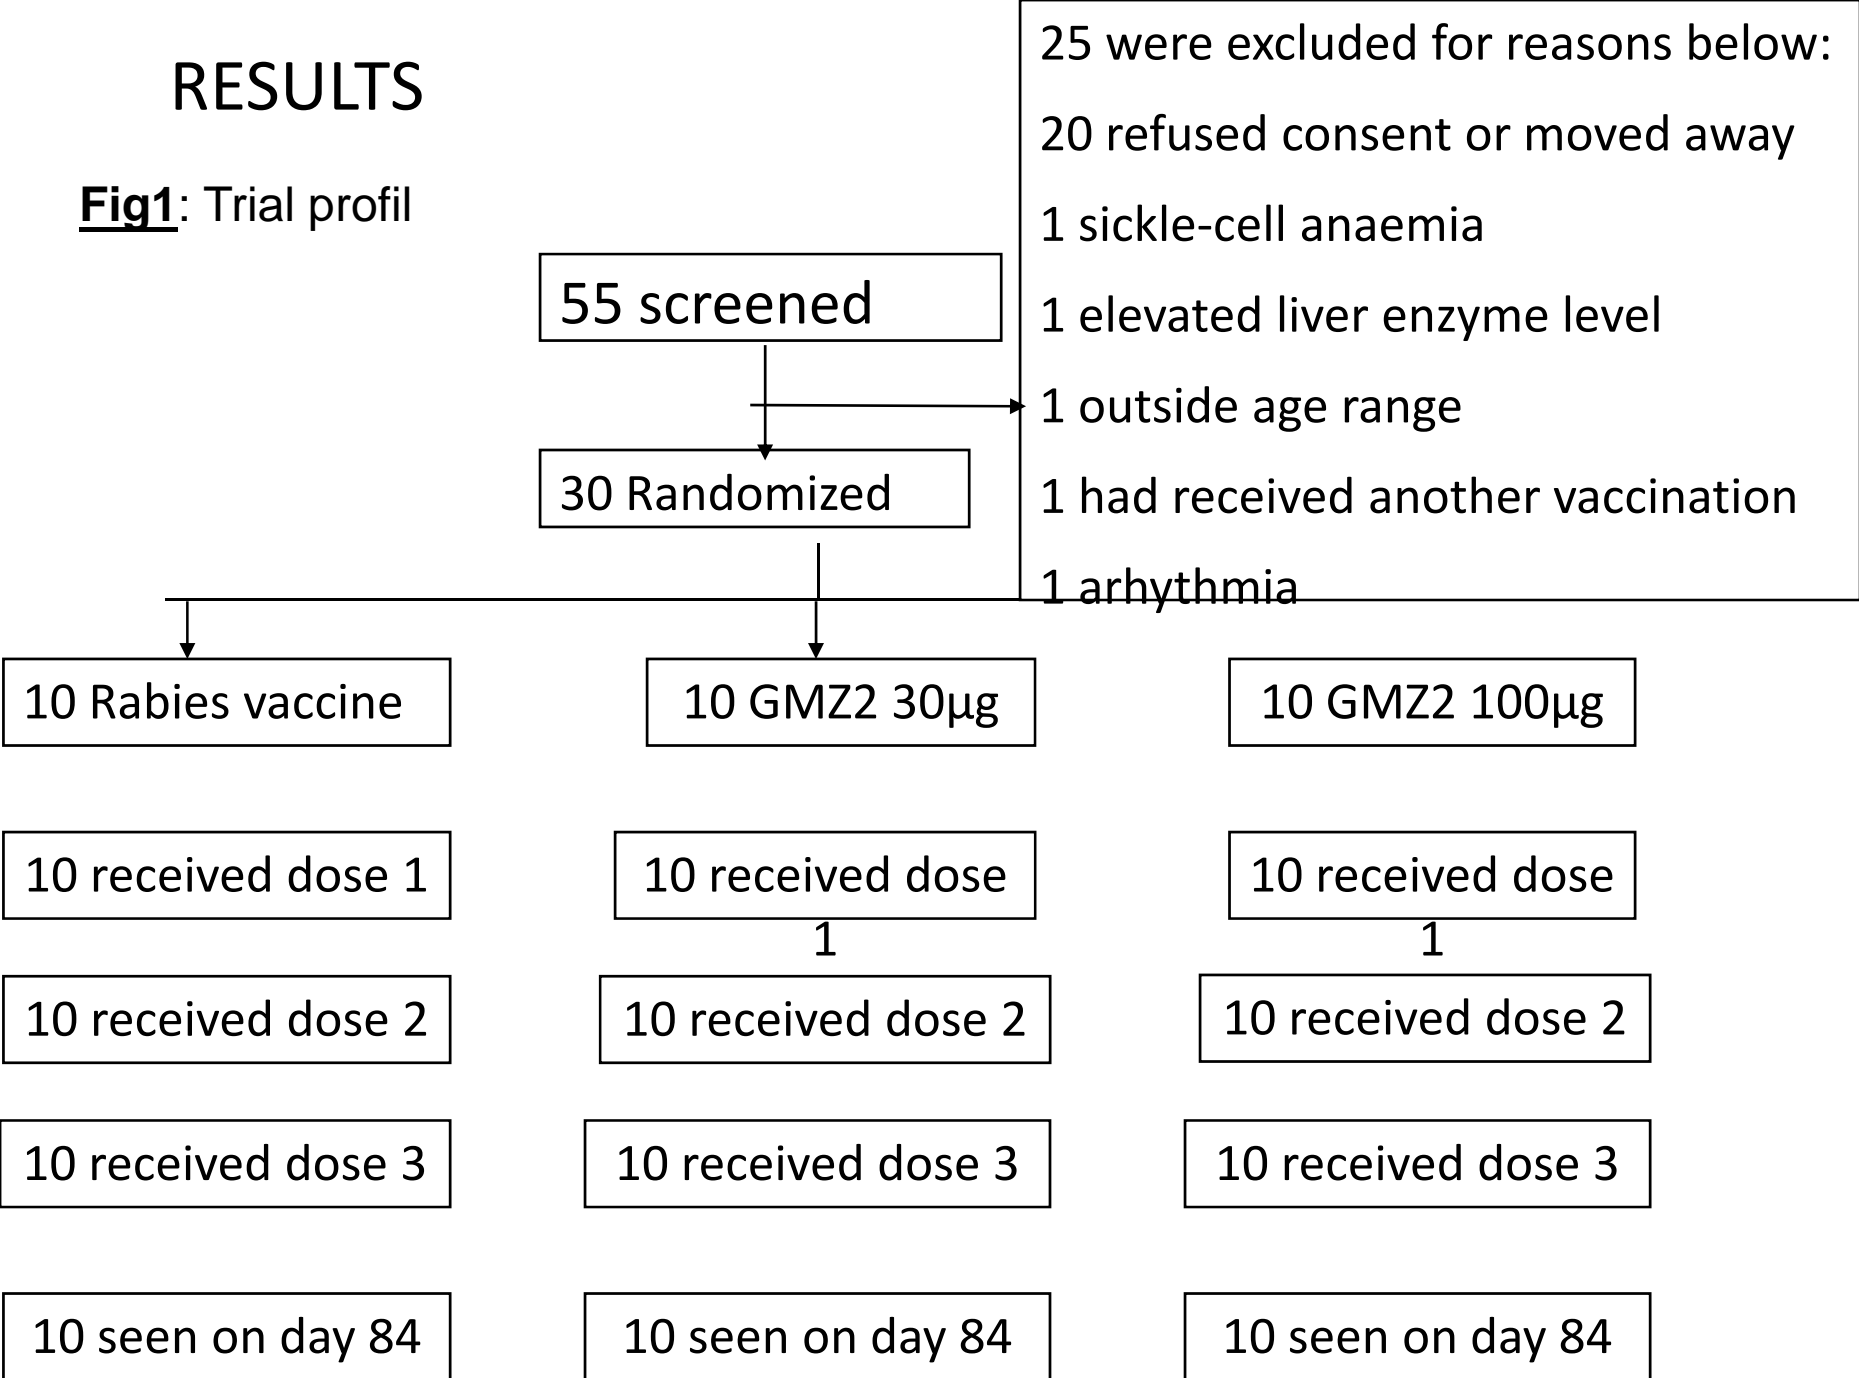 RESULTS
Fig1: Trial profil
25 were excluded for reasons below:
20 refused consent or moved away
1 sickle-cell anaemia
1 elevated liver enzyme level
1 outside age range
1 had received another vaccination
1 arhythmia
55 screened
30 Randomized
10 Rabies vaccine
10 GMZ2 30µg
10 GMZ2 100µg
10 received dose 1
10 received dose
1
10 received dose
1
10 received dose 2
10 received dose 2
10 received dose 2
10 received dose 3
10 received dose 3
10 received dose 3
10 seen on day 84
10 seen on day 84
10 seen on day 84